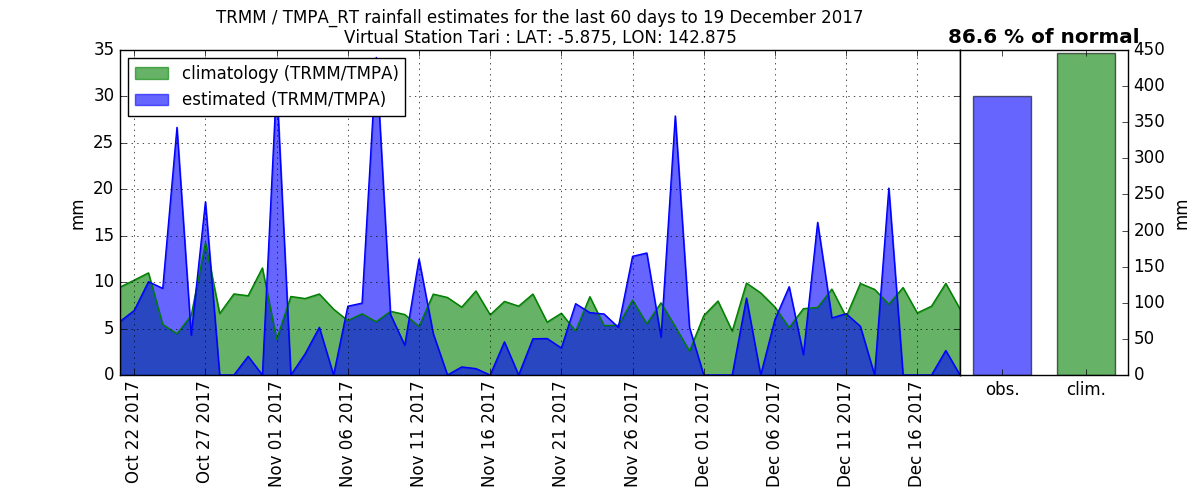 TRMM / TMPA_RT rainfall estimates for the last 60 days to 19 December 2017
Virtual Station Tari : LAT: -5.875, LON: 142.875
86.6 % of normal
climatology (TRMM/TMPA)
estimated (TRMM/TMPA)
35
30
25
20
15
10
5
0
mm
Oct 22 2017
Oct 27 2017
Nov 01 2017
Nov 06 2017
Nov 11 2017
Nov 16 2017
Nov 21 2017
Nov 26 2017
Dec 01 2017
Dec 06 2017
Dec 11 2017
Dec 16 2017
obs.
clim.
450
400
350
300
250
200
150
100
50
0
mm